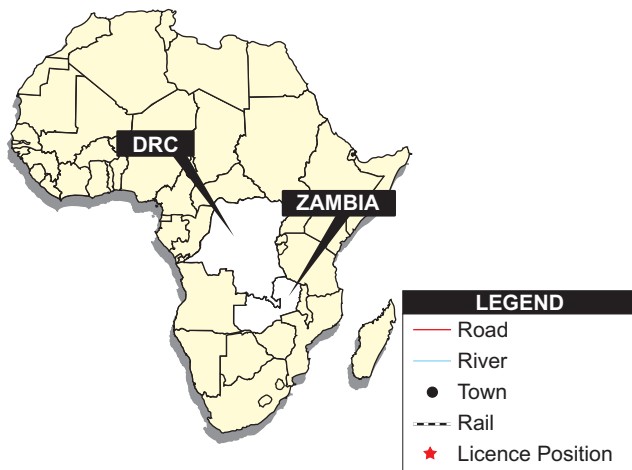 DRC
ZAMBIA
LEGEND
Road
River
Town
Rail
Licence Position